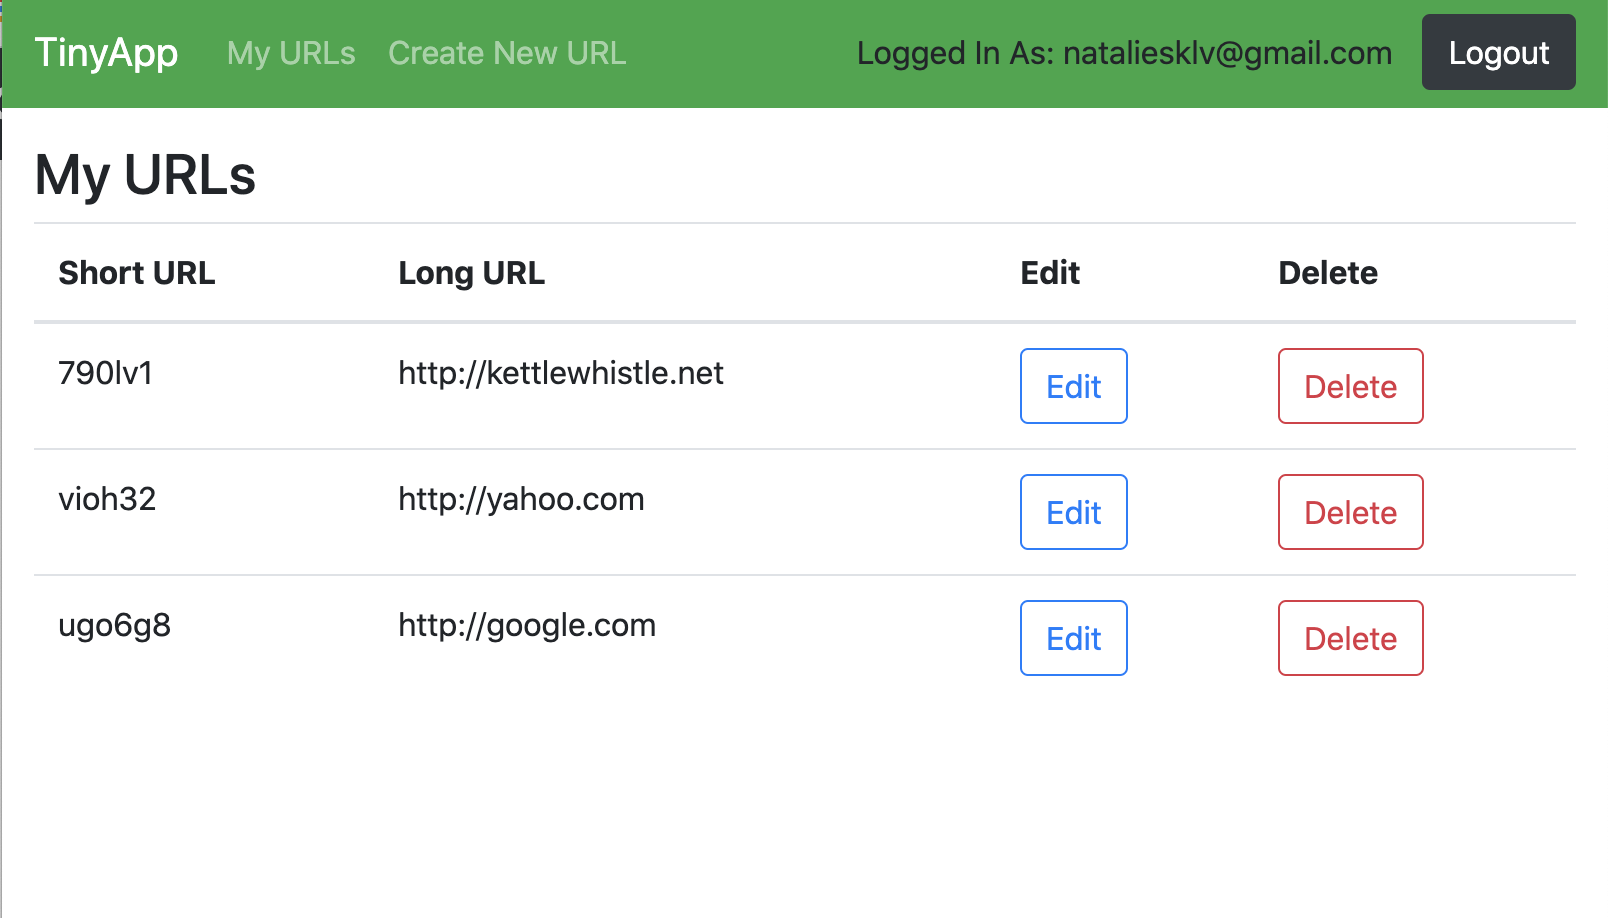 TinyApp My URLs Create New URL Logged In As: nataliesklv@gmail.com Logout
My URLs
Short URL Long URL Edit Delete
790lv1 http://kettlewhistle.net Edit Delete
vioh32 http://yahoo.com Edit Delete
ugo6g8 http://google.com Edit Delete